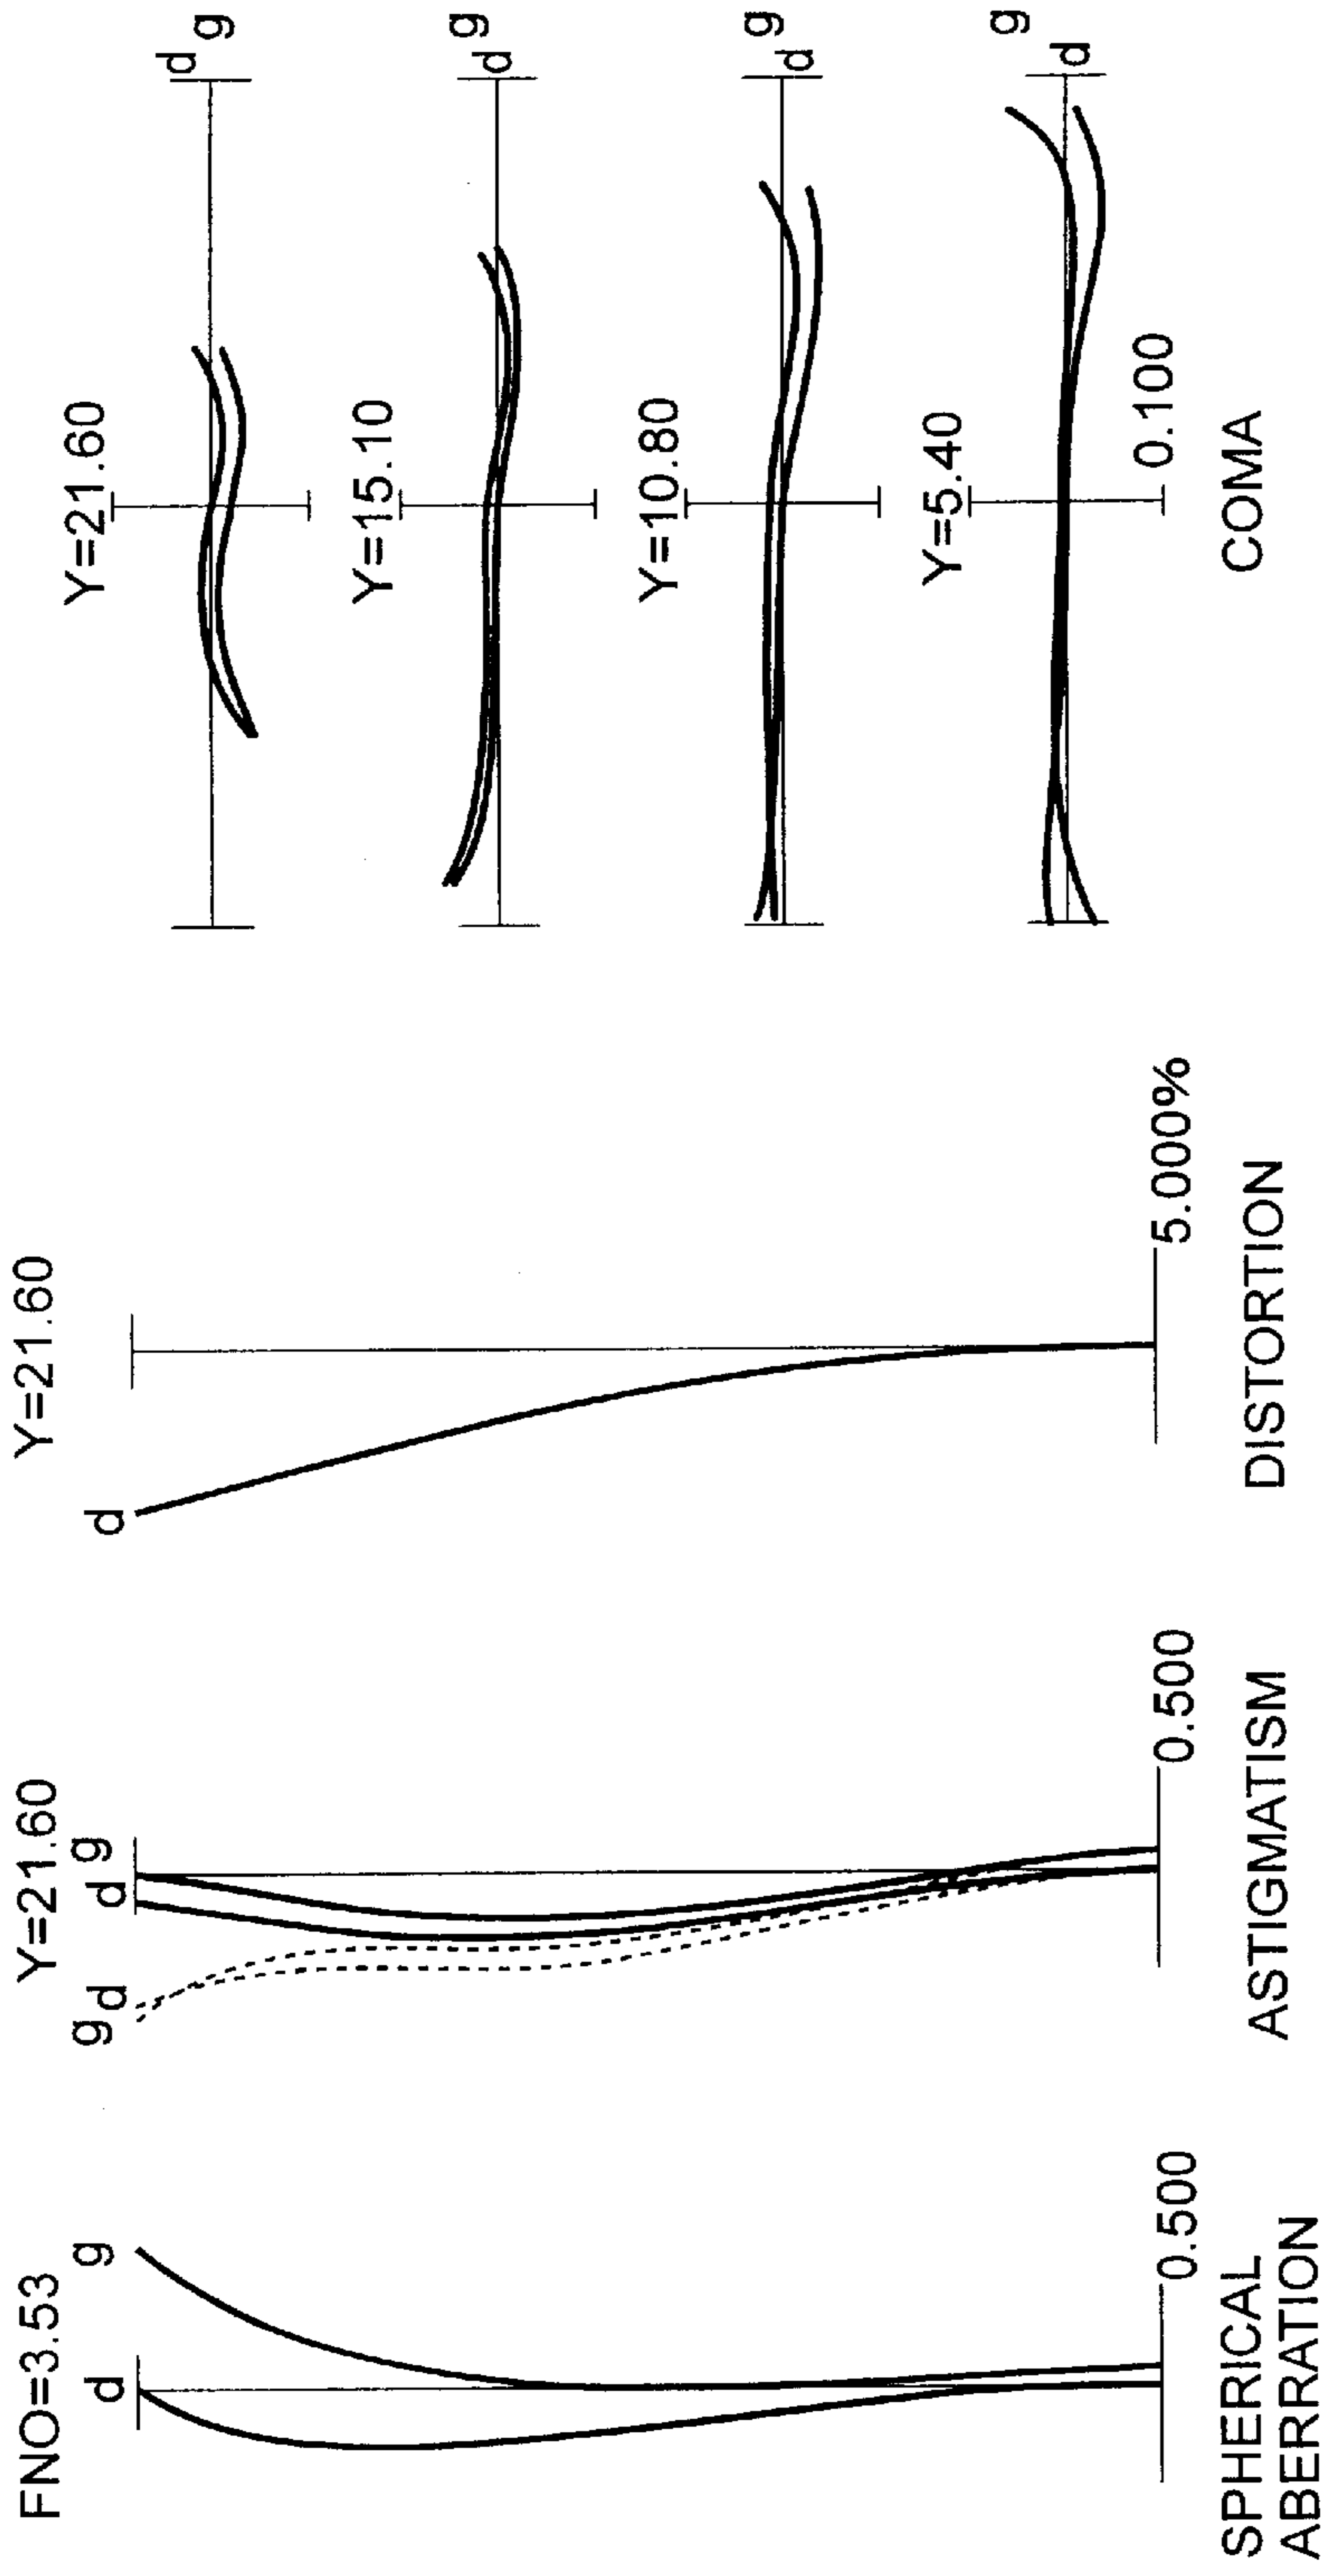 FNO=3.53
d
g
0.500
SPHERICAL
ABERRATION
Y=21.60
g
d
d
g
0.500
ASTIGMATISM
Y=21.60
d
5.000%
DISTORTION
Y=21.60
d
g
Y=15.10
g
d
Y=10.80
g
d
Y=5.40
g
d
0.100
COMA